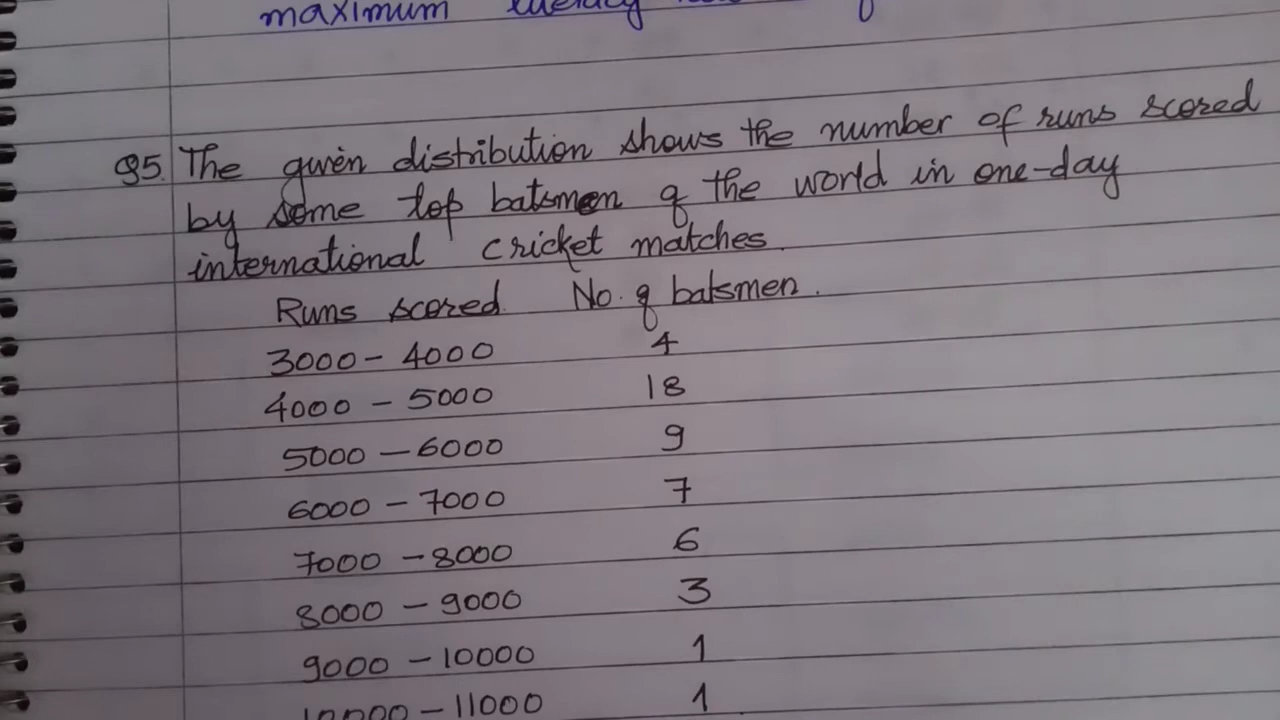 maximum literacy
Q5. The given distribution shows the number of runs scored
by some top batsmen of the world in one-day
international cricket matches.
Runs scored. No. of batsmen.
3000 - 4000 4
4000 - 5000 18
5000 - 6000 9
6000 - 7000 7
7000 - 8000 6
8000 - 9000 3
9000 - 10000 1
10000 - 11000 1